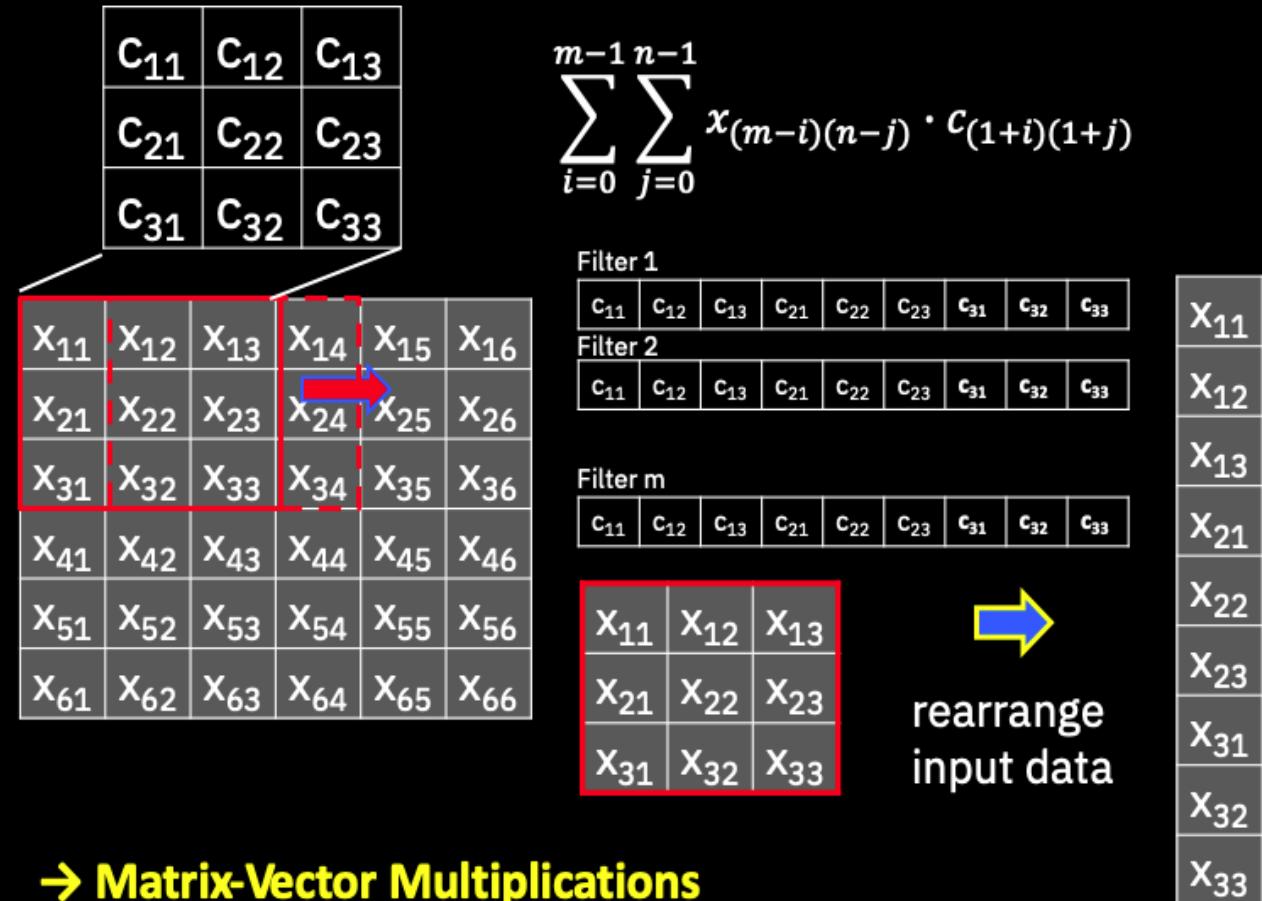 C₁₁ C₁₂ C₁₃
C₂₁ C₂₂ C₂₃
C₃₁ C₃₂ C₃₃
m−1 n−1
∑ ∑ x₍ₘ₋ᵢ₎₍ₙ₋ⱼ₎ · c₍₁₊ᵢ₎₍₁₊ⱼ₎
i=0 j=0
X₁₁ X₁₂ X₁₃ X₁₄ X₁₅ X₁₆
X₂₁ X₂₂ X₂₃ X₂₄ X₂₅ X₂₆
X₃₁ X₃₂ X₃₃ X₃₄ X₃₅ X₃₆
X₄₁ X₄₂ X₄₃ X₄₄ X₄₅ X₄₆
X₅₁ X₅₂ X₅₃ X₅₄ X₅₅ X₅₆
X₆₁ X₆₂ X₆₃ X₆₄ X₆₅ X₆₆
Filter 1
C₁₁ C₁₂ C₁₃ C₂₁ C₂₂ C₂₃ C₃₁ C₃₂ C₃₃
Filter 2
C₁₁ C₁₂ C₁₃ C₂₁ C₂₂ C₂₃ C₃₁ C₃₂ C₃₃
Filter m
C₁₁ C₁₂ C₁₃ C₂₁ C₂₂ C₂₃ C₃₁ C₃₂ C₃₃
X₁₁ X₁₂ X₁₃
X₂₁ X₂₂ X₂₃
X₃₁ X₃₂ X₃₃
rearrange
input data
X₁₁
X₁₂
X₁₃
X₂₁
X₂₂
X₂₃
X₃₁
X₃₂
X₃₃
→ Matrix-Vector Multiplications